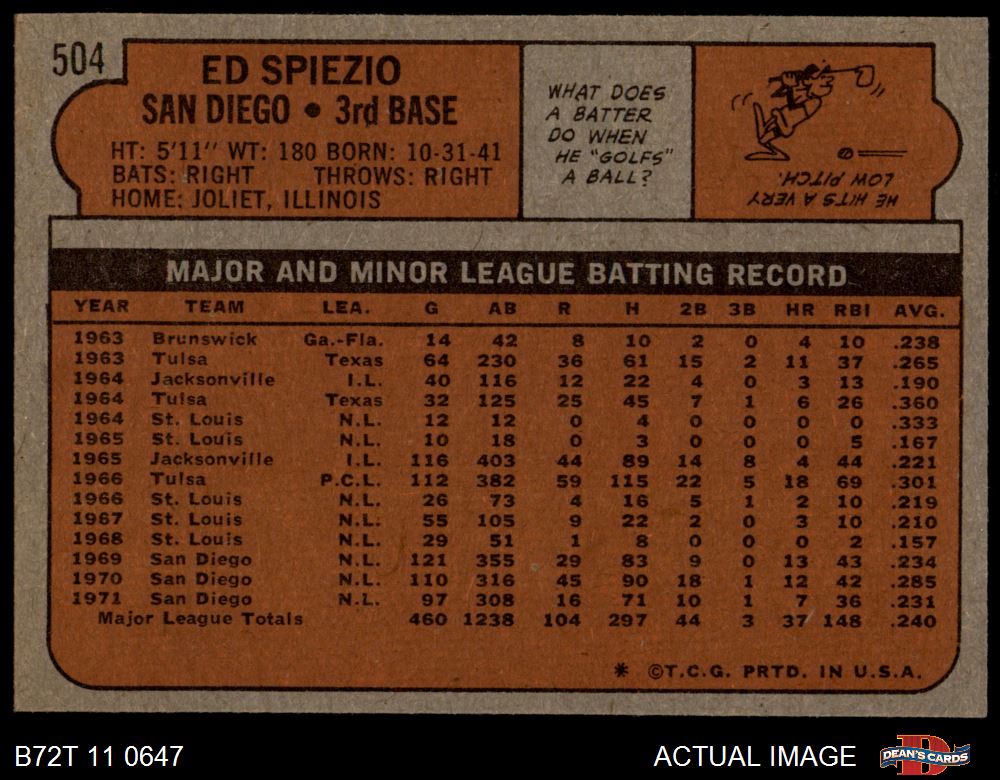 504
ED SPIEZIO
SAN DIEGO • 3rd BASE
HT: 5'11" WT: 180 BORN: 10-31-41
BATS: RIGHT THROWS: RIGHT
HOME: JOLIET, ILLINOIS
WHAT DOES
A BATTER
DO WHEN
HE "GOLFS"
A BALL?
HE HITS A VERY
LOW PITCH.
MAJOR AND MINOR LEAGUE BATTING RECORD
YEAR TEAM LEA. G AB R H 2B 3B HR RBI AVG.
1963 Brunswick Ga.-Fla. 14 42 8 10 2 0 4 10 .238
1963 Tulsa Texas 64 230 36 61 15 2 11 37 .265
1964 Jacksonville I.L. 40 116 12 22 4 0 3 13 .190
1964 Tulsa Texas 32 125 25 45 7 1 6 26 .360
1964 St. Louis N.L. 12 12 0 4 0 0 0 0 .333
1965 St. Louis N.L. 10 18 0 3 0 0 0 5 .167
1965 Jacksonville I.L. 116 403 44 89 14 8 4 44 .221
1966 Tulsa P.C.L. 112 382 59 115 22 5 18 69 .301
1966 St. Louis N.L. 26 73 4 16 5 1 2 10 .219
1967 St. Louis N.L. 55 105 9 22 2 0 3 10 .210
1968 St. Louis N.L. 29 51 1 8 0 0 0 2 .157
1969 San Diego N.L. 121 355 29 83 9 0 13 43 .234
1970 San Diego N.L. 110 316 45 90 18 1 12 42 .285
1971 San Diego N.L. 97 308 16 71 10 1 7 36 .231
Major League Totals 460 1238 104 297 44 3 37 148 .240
* ©T.C.G. PRTD. IN U.S.A.
B72T 11 0647
ACTUAL IMAGE
DEAN'S CARDS